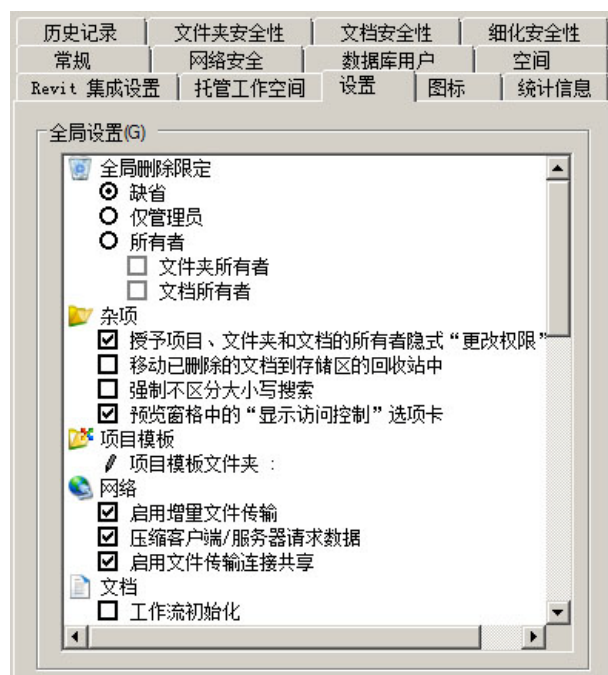 历史记录 文件夹安全性 文档安全性 细化安全性
常规 网络安全 数据库用户 空间
Revit 集成设置 托管工作空间 设置 图标 统计信息
全局设置(G)
全局删除限定
缺省
仅管理员
所有者
文件夹所有者
文档所有者
杂项
授予项目、文件夹和文档的所有者隐式“更改权限”
移动已删除的文档到存储区的回收站中
强制不区分大小写搜索
预览窗格中的“显示访问控制”选项卡
项目模板
项目模板文件夹 :
网络
启用增量文件传输
压缩客户端/服务器请求数据
启用文件传输连接共享
文档
工作流初始化